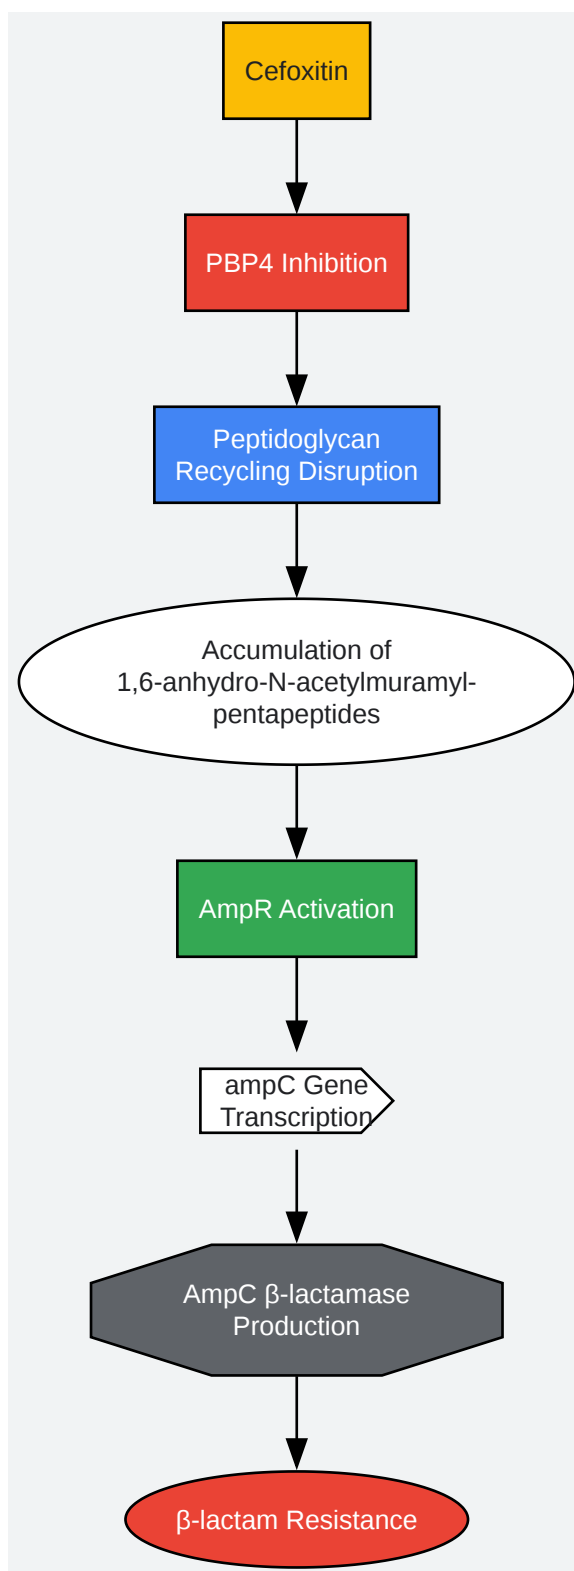 Cefoxitin
PBP4 Inhibition
Peptidoglycan
Recycling Disruption
Accumulation of
1,6-anhydro-N-acetylmuramyl-
pentapeptides
AmpR Activation
ampC Gene
Transcription
AmpC β-lactamase
Production
β-lactam Resistance